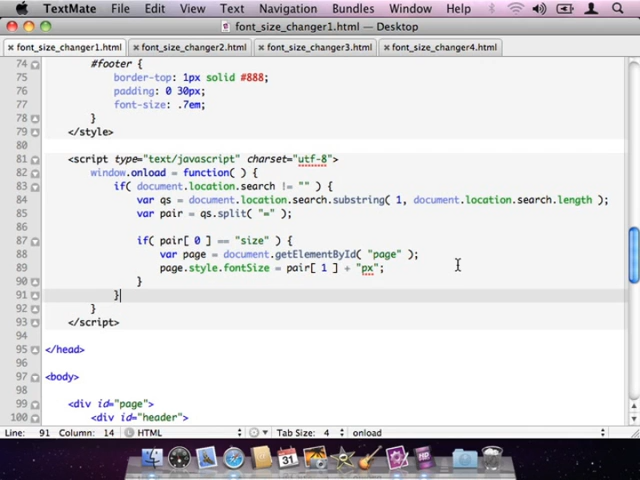 TextMate File Edit View Text Navigation Bundles Window Help
font_size_changer1.html — Desktop
font_size_changer1.html font_size_changer2.html font_size_changer3.html font_size_changer4.html
74 #footer {
75 border-top: 1px solid #888;
76 padding: 0 30px;
77 font-size: .7em;
78 }
79 </style>
80
81 <script type="text/javascript" charset="utf-8">
82 window.onload = function( ) {
83 if( document.location.search != "" ) {
84 var qs = document.location.search.substring( 1, document.location.search.length );
85 var pair = qs.split( "=" );
86
87 if( pair[ 0 ] == "size" ) {
88 var page = document.getElementById( "page" );
89 page.style.fontSize = pair[ 1 ] + "px";
90 }
91 }
92 }
93 </script>
94
95 </head>
96
97 <body>
98
99 <div id="page">
100 <div id="header">
Line: 91 Column: 14 HTML Tab Size: 4 onload
31